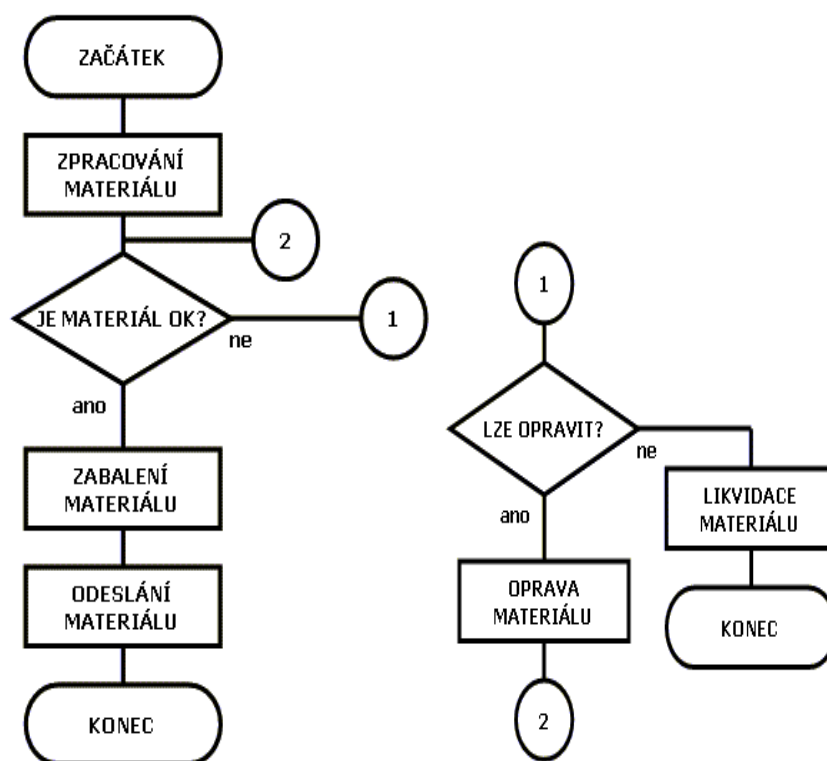 ZAČÁTEK
ZPRACOVÁNÍ
MATERIÁLU
2
JE MATERIÁL OK?
ne
1
ano
ZABALENÍ
MATERIÁLU
ODESLÁNÍ
MATERIÁLU
KONEC
1
LZE OPRAVIT?
ne
ano
LIKVIDACE
MATERIÁLU
KONEC
OPRAVA
MATERIÁLU
2